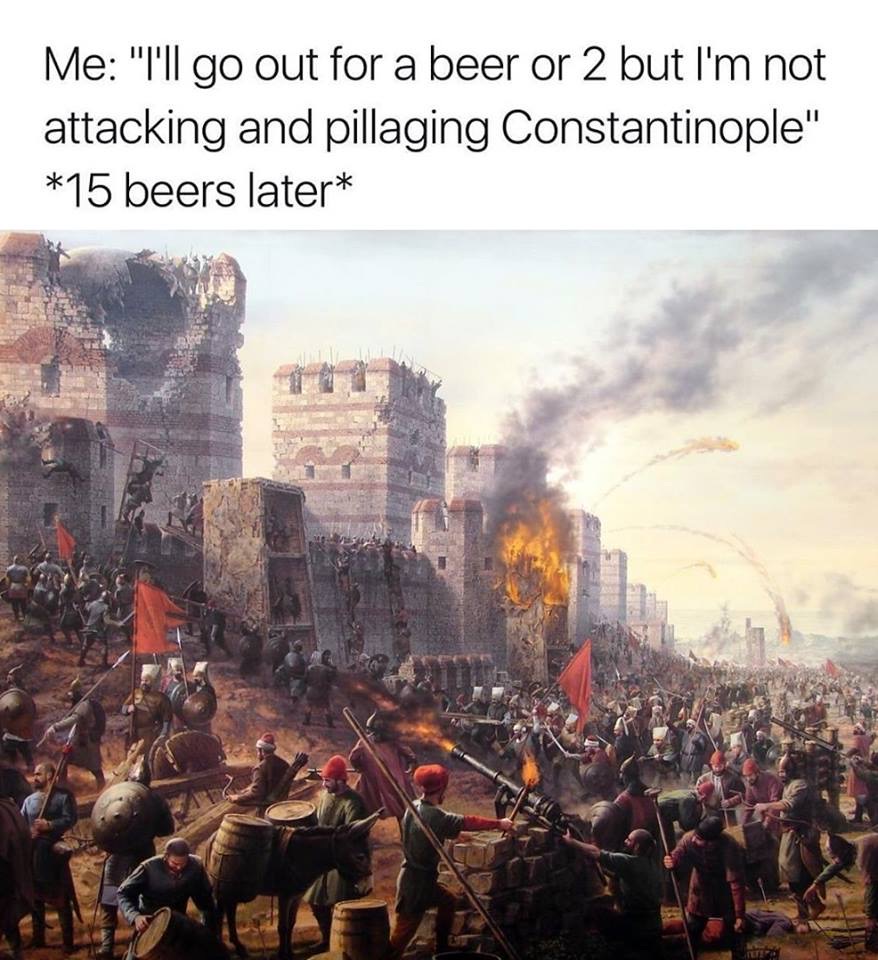 Me: "I'll go out for a beer or 2 but I'm not
attacking and pillaging Constantinople"
*15 beers later*